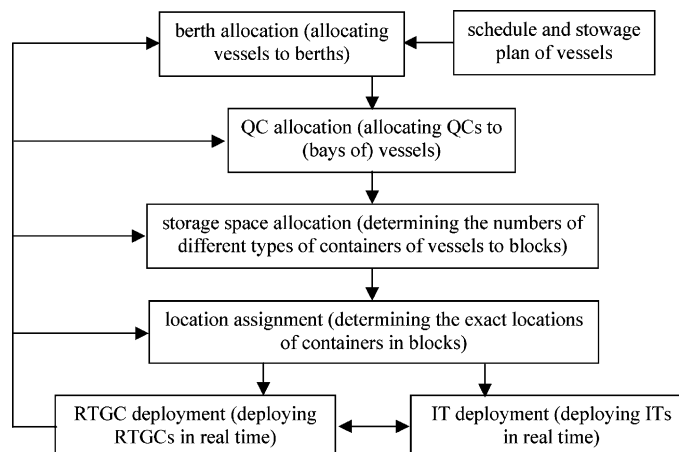 berth allocation (allocating
vessels to berths)
schedule and stowage
plan of vessels
QC allocation (allocating QCs to
(bays of) vessels)
storage space allocation (determining the numbers of
different types of containers of vessels to blocks)
location assignment (determining the exact locations
of containers in blocks)
RTGC deployment (deploying
RTGCs in real time)
IT deployment (deploying ITs
in real time)